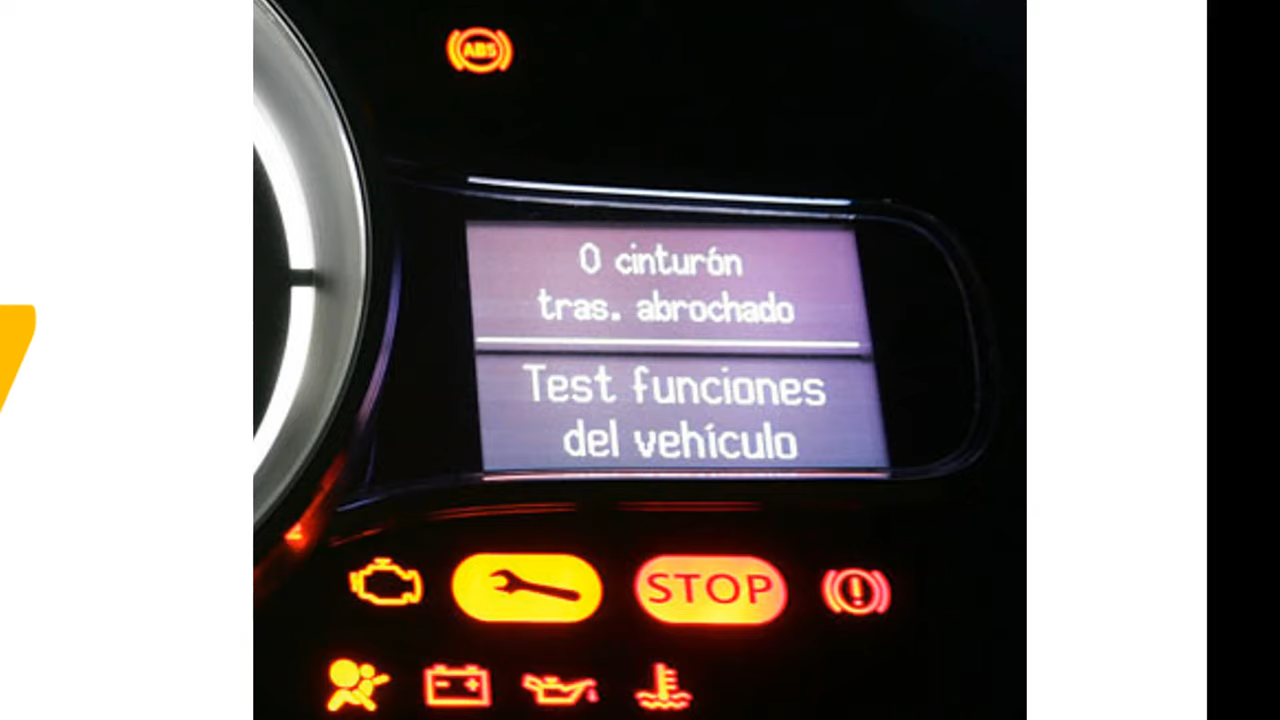 ABS
0 cinturón
tras. abrochado
Test funciones
del vehículo
STOP